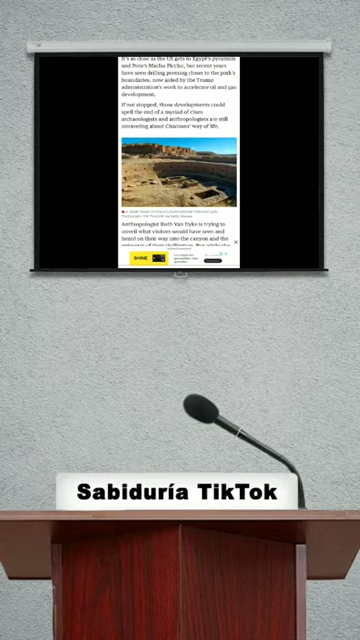 It's as close as the US gets to Egypt's pyramids
and Peru's Machu Picchu, but recent years
have seen drilling pressing closer to the park's
boundaries, now aided by the Trump
administration's work to accelerate oil and gas
development.
If not stopped, those developments could
spell the end of a myriad of clues
archaeologists and anthropologists are still
unraveling about Chacoans' way of life.
Anthropologist Ruth Van Dyke is trying to
unveil what visitors would have seen and
heard on their way into the canyon and the
Sabiduría TikTok